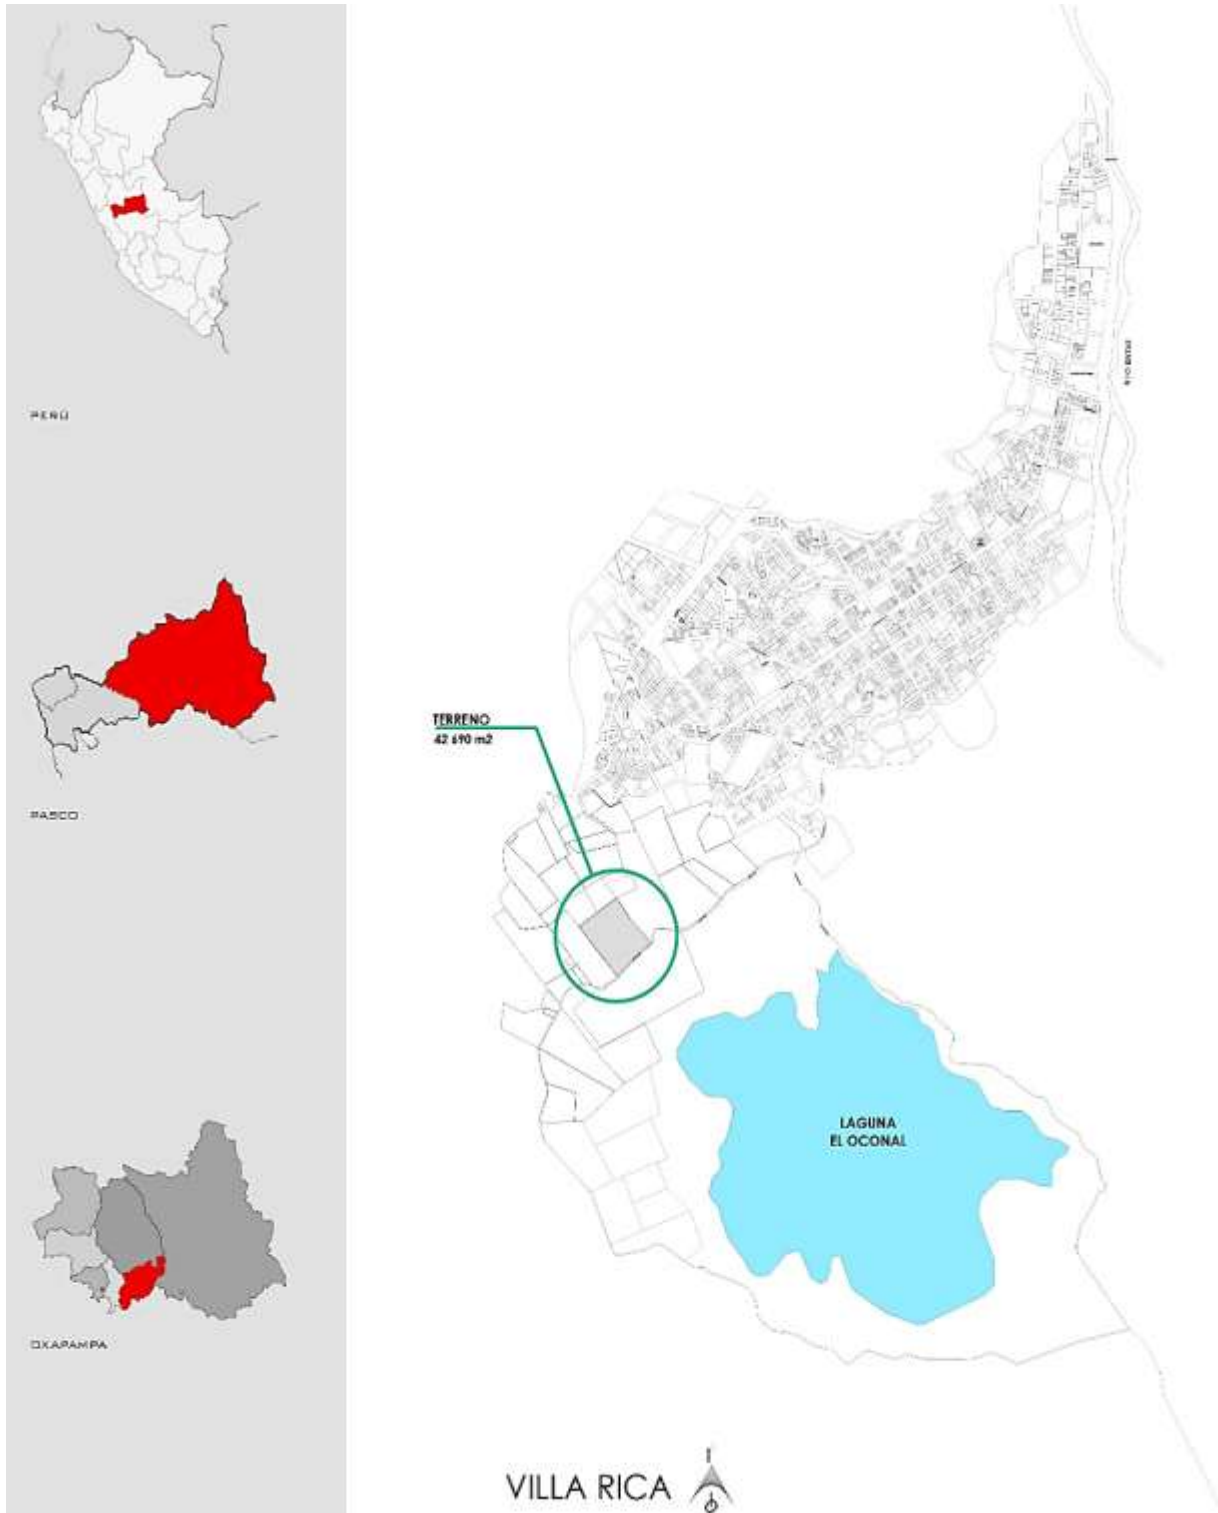 PERÚ
PASCO
OXAPAMPA
TERRENO
42 690 m2
LAGUNA
EL OCONAL
VILLA RICA